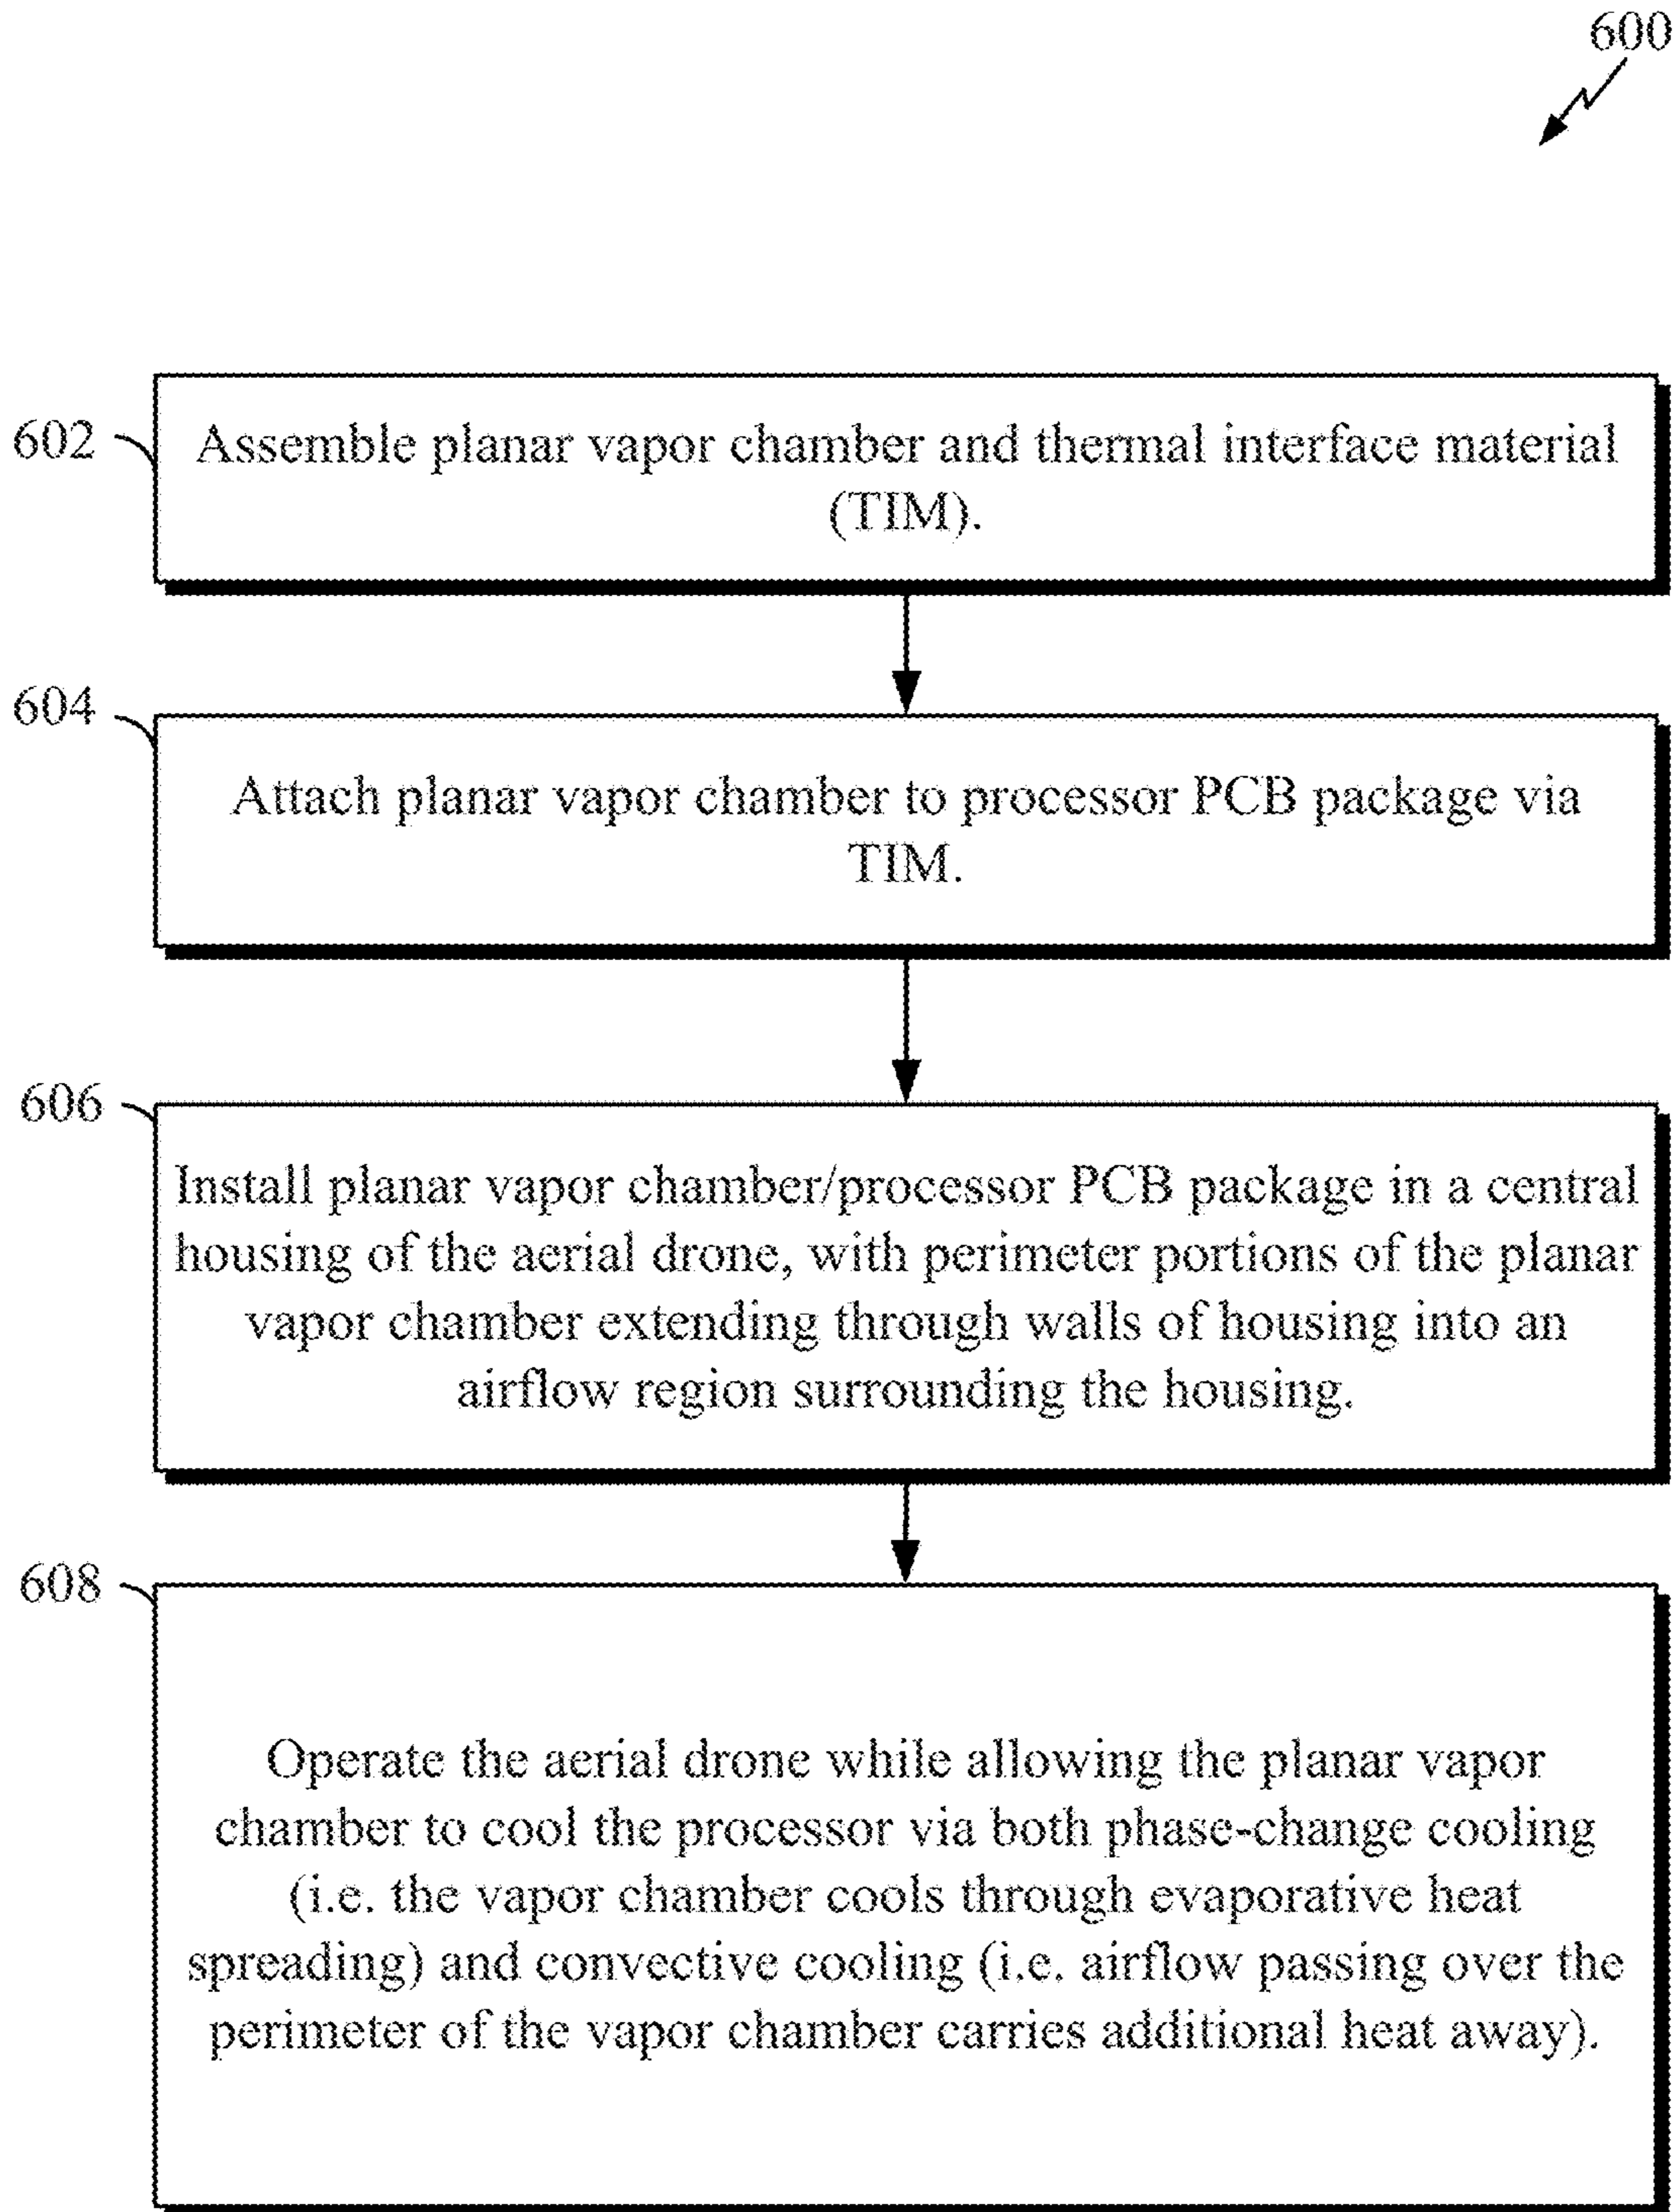 600
602
Assemble planar vapor chamber and thermal interface material
(TIM).
604
Attach planar vapor chamber to processor PCB package via
TIM.
606
Install planar vapor chamber/processor PCB package in a central
housing of the aerial drone, with perimeter portions of the planar
vapor chamber extending through walls of housing into an
airflow region surrounding the housing.
608
Operate the aerial drone while allowing the planar vapor
chamber to cool the processor via both phase-change cooling
(i.e. the vapor chamber cools through evaporative heat
spreading) and convective cooling (i.e. airflow passing over the
perimeter of the vapor chamber carries additional heat away).